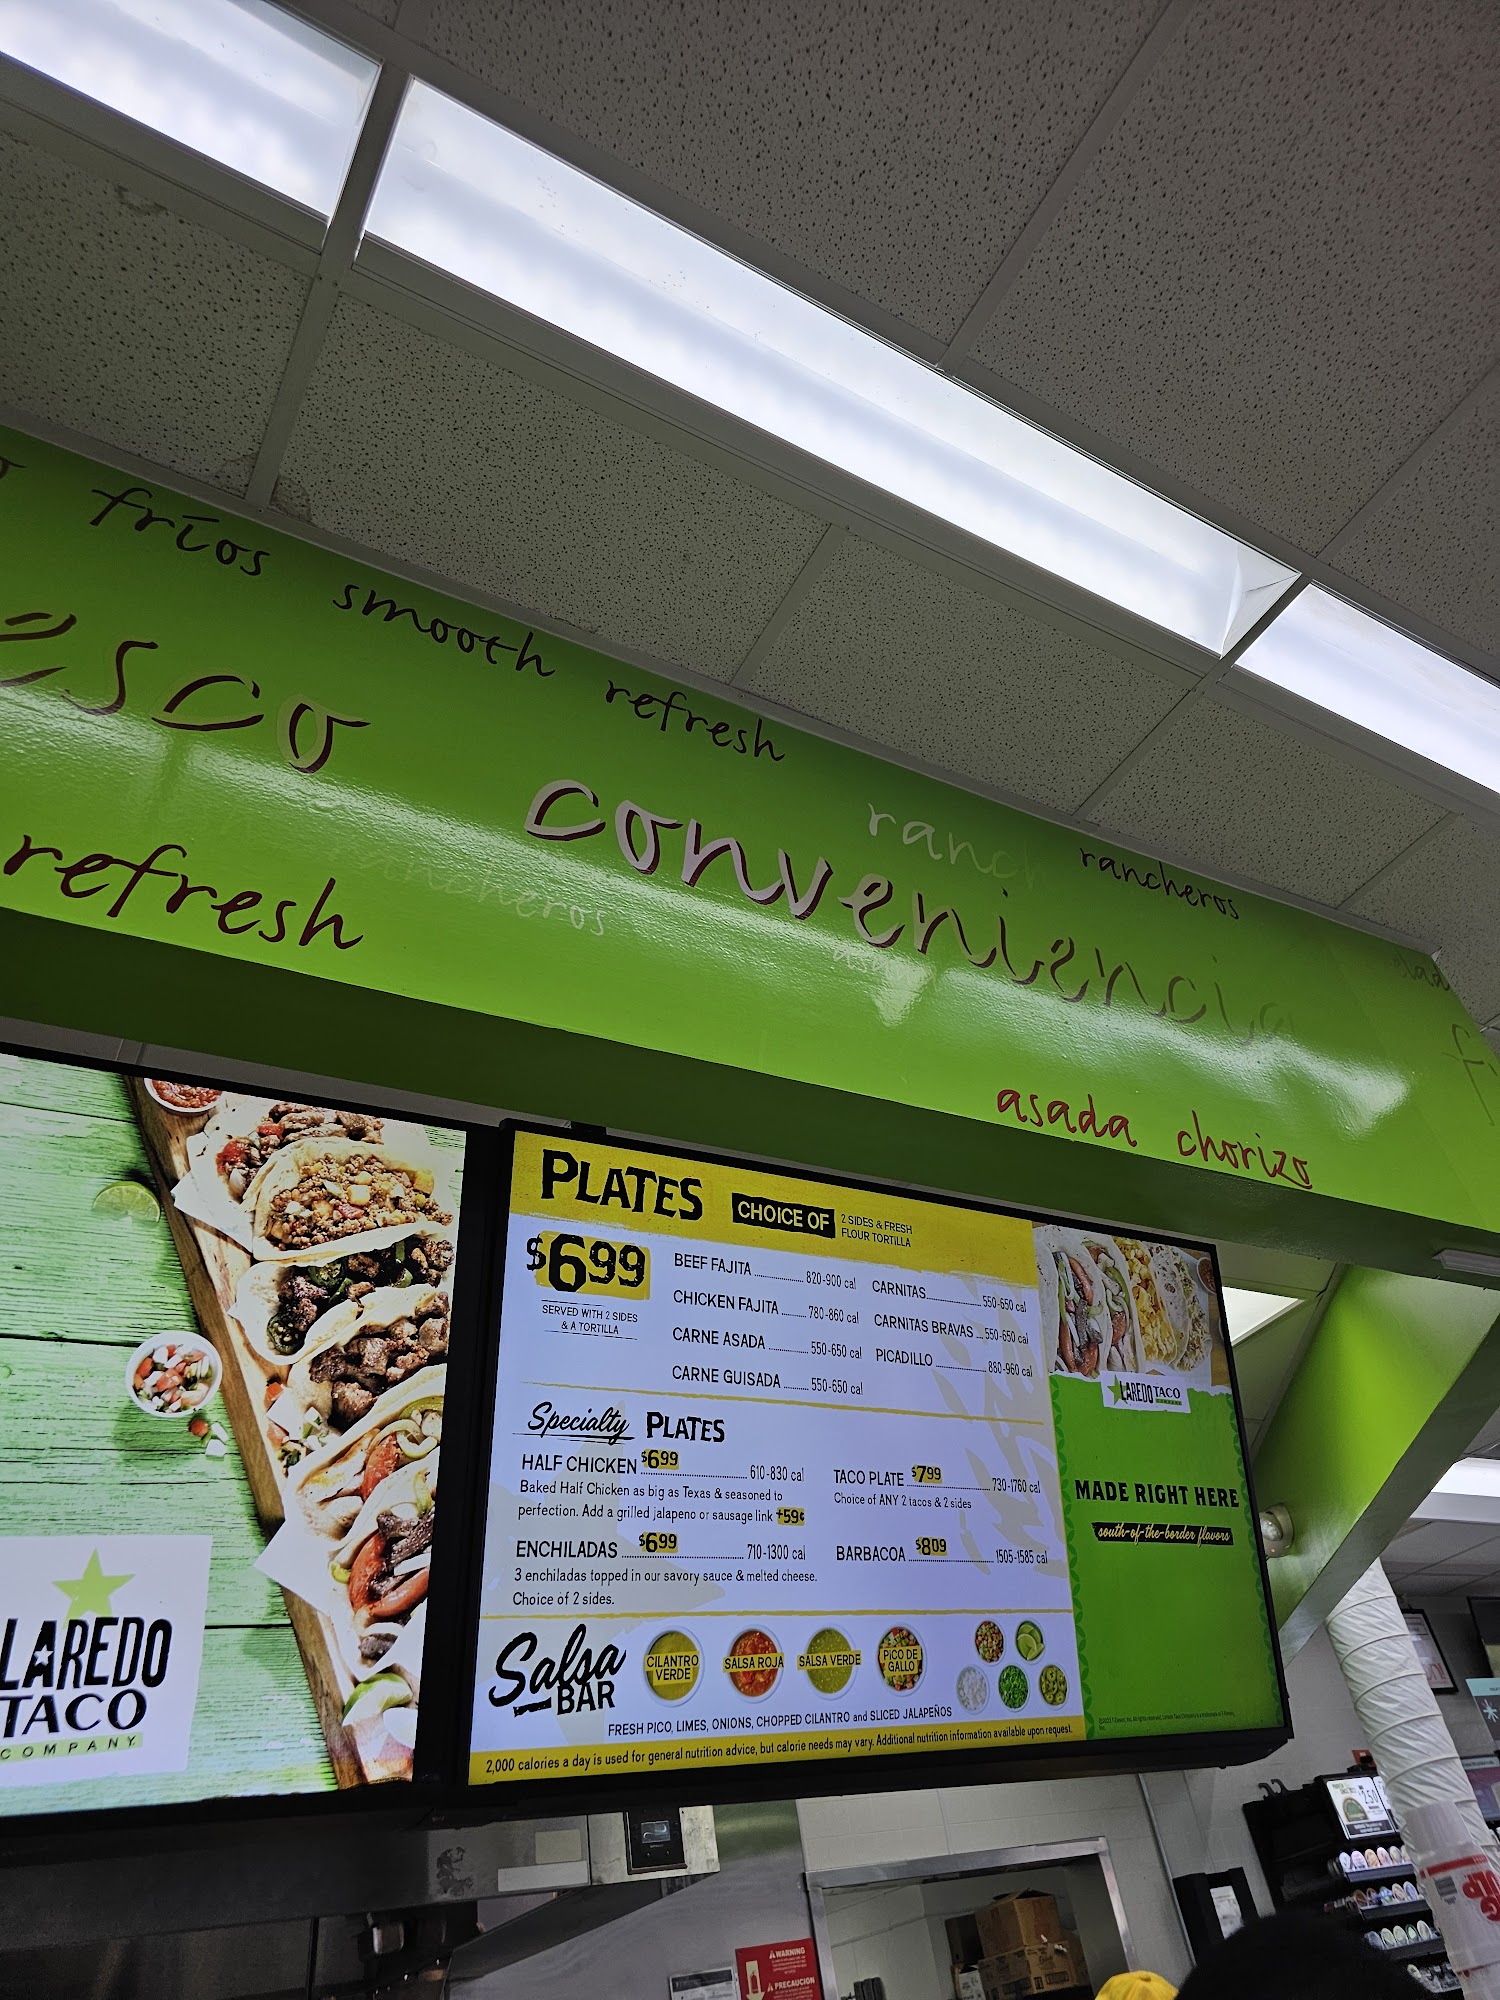 fríos
smooth
refresh
esco
conveniencia
rancheros
refresh
rancheros
asada chorizo
LAREDO
TACO
COMPANY
PLATES CHOICE OF 2 SIDES & FRESH
FLOUR TORTILLA
$6.99
SERVED WITH 2 SIDES
& A TORTILLA
BEEF FAJITA 820-900 cal
CHICKEN FAJITA 780-860 cal
CARNE ASADA 550-650 cal
CARNE GUISADA 550-650 cal
CARNITAS 550-650 cal
CARNITAS BRAVAS 550-650 cal
PICADILLO 880-960 cal
Specialty PLATES
HALF CHICKEN $6.99 610-830 cal
Baked Half Chicken as big as Texas & seasoned to
perfection. Add a grilled jalapeno or sausage link +59¢
ENCHILADAS $6.99 710-1300 cal
3 enchiladas topped in our savory sauce & melted cheese.
Choice of 2 sides.
TACO PLATE $7.99 730-1760 cal
Choice of ANY 2 tacos & 2 sides
BARBACOA $8.09 1505-1585 cal
Salsa
BAR
CILANTRO
VERDE
SALSA ROJA
SALSA VERDE
PICO DE
GALLO
FRESH PICO, LIMES, ONIONS, CHOPPED CILANTRO and SLICED JALAPEÑOS
2,000 calories a day is used for general nutrition advice, but calorie needs may vary. Additional nutrition information available upon request.
LAREDO TACO
COMPANY
MADE RIGHT HERE
south-of-the-border flavors
WARNING
PRECAUCION
2.50